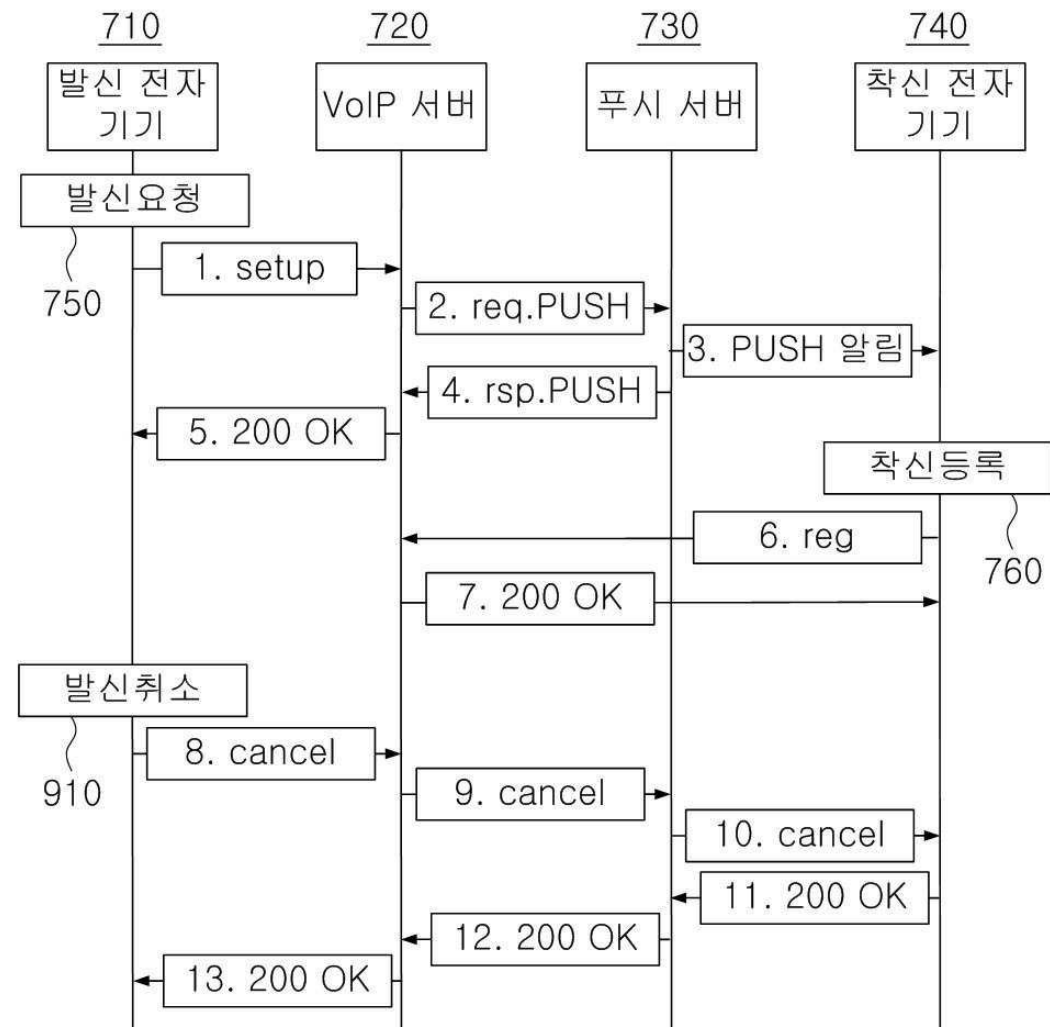 710
720
730
740
발신 전자
기기
VoIP 서버
푸시 서버
착신 전자
기기
발신요청
750
1. setup
2. req.PUSH
3. PUSH 알림
4. rsp.PUSH
5. 200 OK
착신등록
760
6. reg
7. 200 OK
발신취소
910
8. cancel
9. cancel
10. cancel
11. 200 OK
12. 200 OK
13. 200 OK